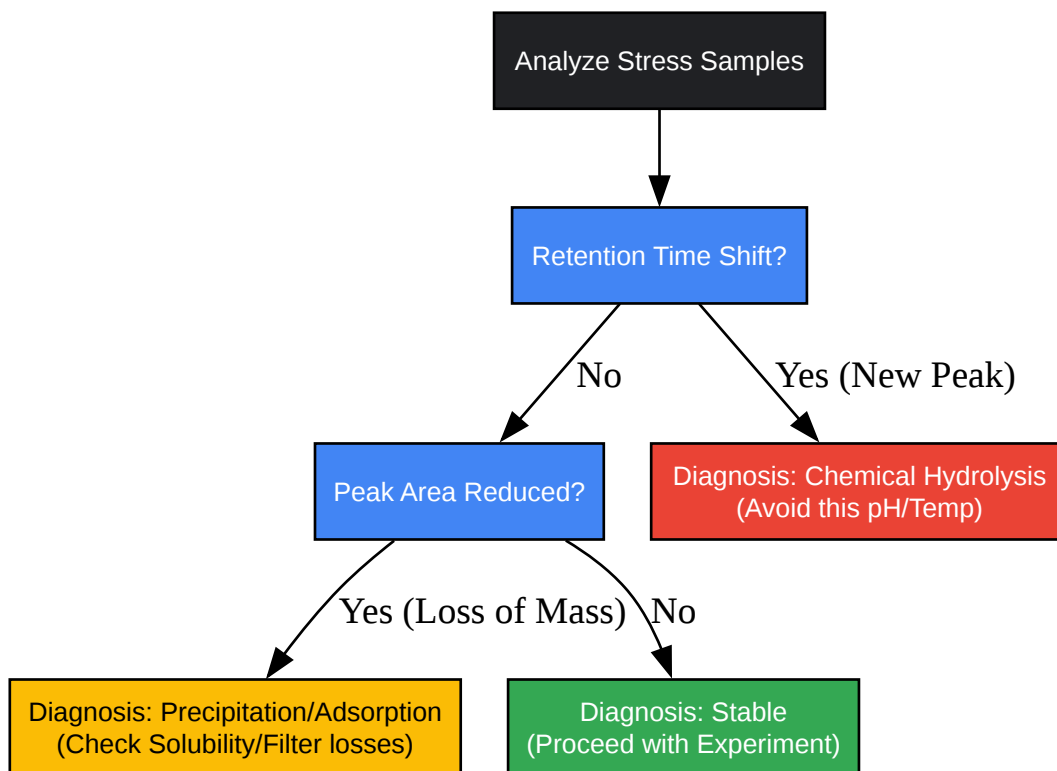 Analyze Stress Samples
Retention Time Shift?
No
Yes (New Peak)
Peak Area Reduced?
Diagnosis: Chemical Hydrolysis
(Avoid this pH/Temp)
Yes (Loss of Mass)
No
Diagnosis: Precipitation/Adsorption
(Check Solubility/Filter losses)
Diagnosis: Stable
(Proceed with Experiment)